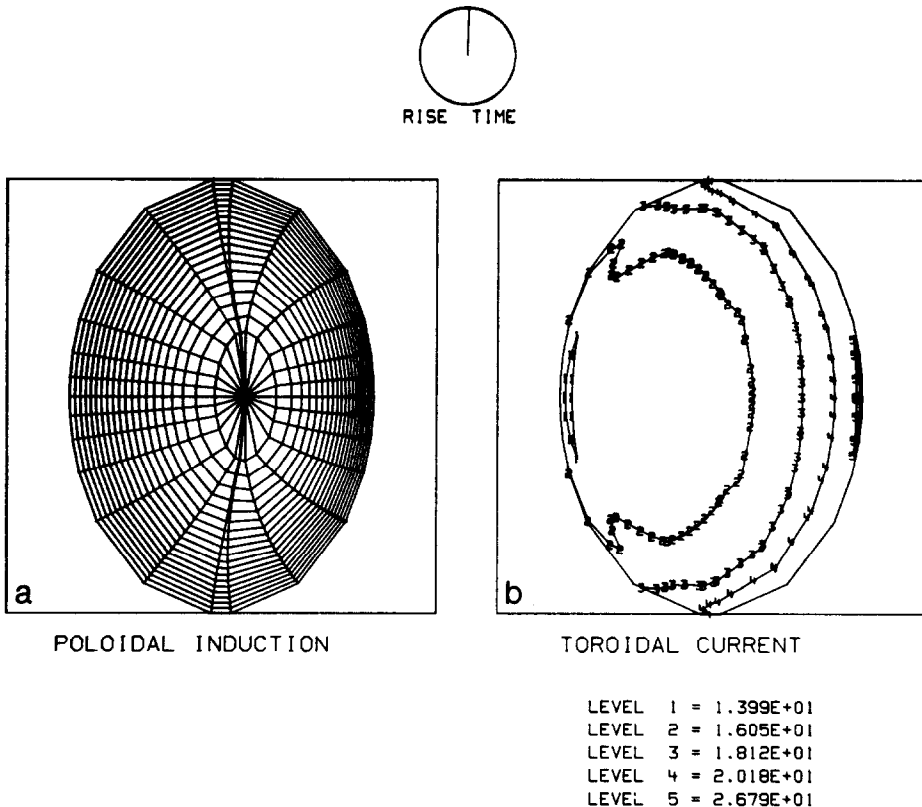 RISE TIME
a
b
POLOIDAL INDUCTION
TOROIDAL CURRENT
LEVEL 1 = 1.399E+01
LEVEL 2 = 1.605E+01
LEVEL 3 = 1.812E+01
LEVEL 4 = 2.018E+01
LEVEL 5 = 2.679E+01